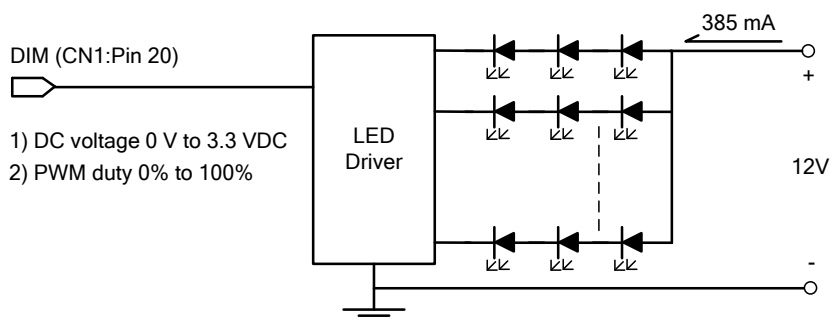 385 mA
DIM (CN1:Pin 20)
+
1) DC voltage 0 V to 3.3 VDC
2) PWM duty 0% to 100%
LED
Driver
12V
-